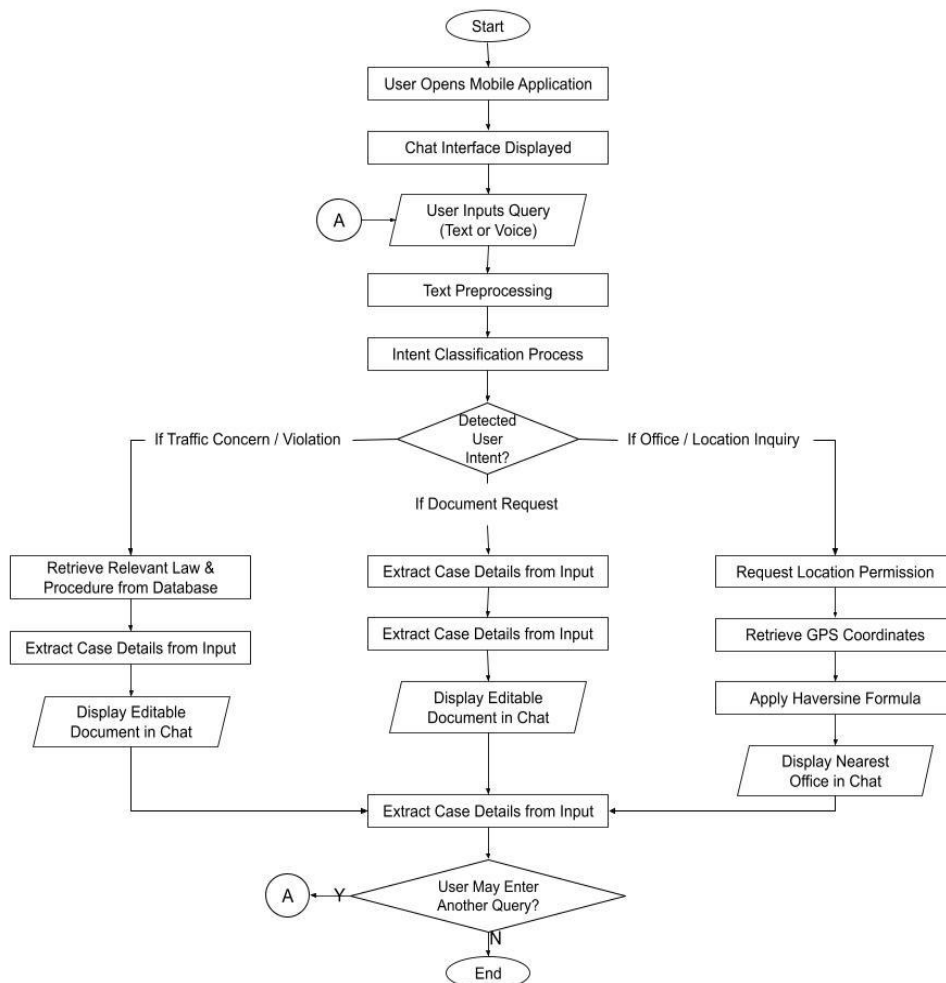 Start
User Opens Mobile Application
Chat Interface Displayed
A
User Inputs Query
(Text or Voice)
Text Preprocessing
Intent Classification Process
Detected
User
Intent?
If Traffic Concern / Violation
If Office / Location Inquiry
If Document Request
Retrieve Relevant Law &
Procedure from Database
Extract Case Details from Input
Display Editable
Document in Chat
Extract Case Details from Input
Extract Case Details from Input
Display Editable
Document in Chat
Request Location Permission
Retrieve GPS Coordinates
Apply Haversine Formula
Display Nearest
Office in Chat
Extract Case Details from Input
User May Enter
Another Query?
Y
A
N
End